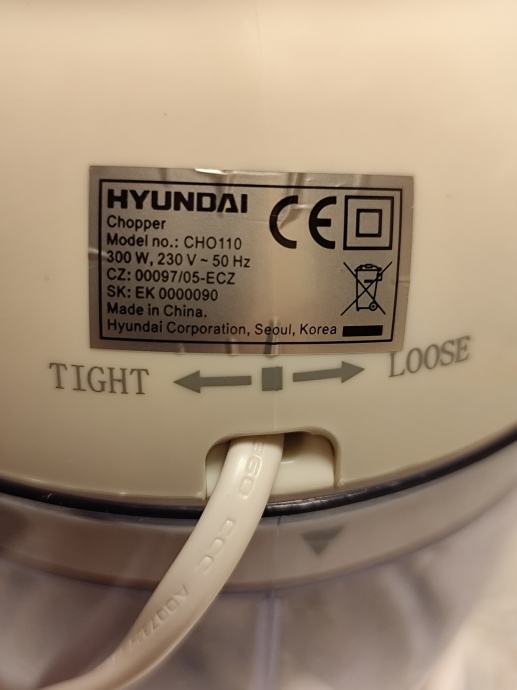 HYUNDAI
Chopper
Model no.: CHO110
300 W, 230 V ~ 50 Hz
CZ: 00097/05-ECZ
SK: EK 0000090
Made in China.
Hyundai Corporation, Seoul, Korea
CE
TIGHT
LOOSE
CCC